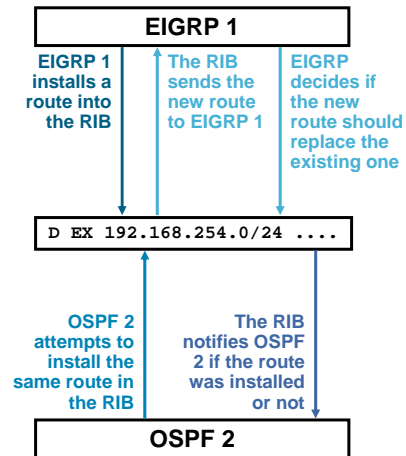 EIGRP 1
EIGRP 1
installs a
route into
the RIB
The RIB
sends the
new route
to EIGRP 1
EIGRP
decides if
the new
route should
replace the
existing one
D EX 192.168.254.0/24 ....
OSPF 2
attempts to
install the
same route in
the RIB
The RIB
notifies OSPF
2 if the route
was installed
or not
OSPF 2